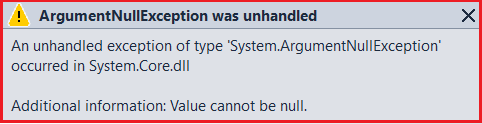 ArgumentNullException was unhandled
An unhandled exception of type 'System.ArgumentNullException'
occurred in System.Core.dll
Additional information: Value cannot be null.